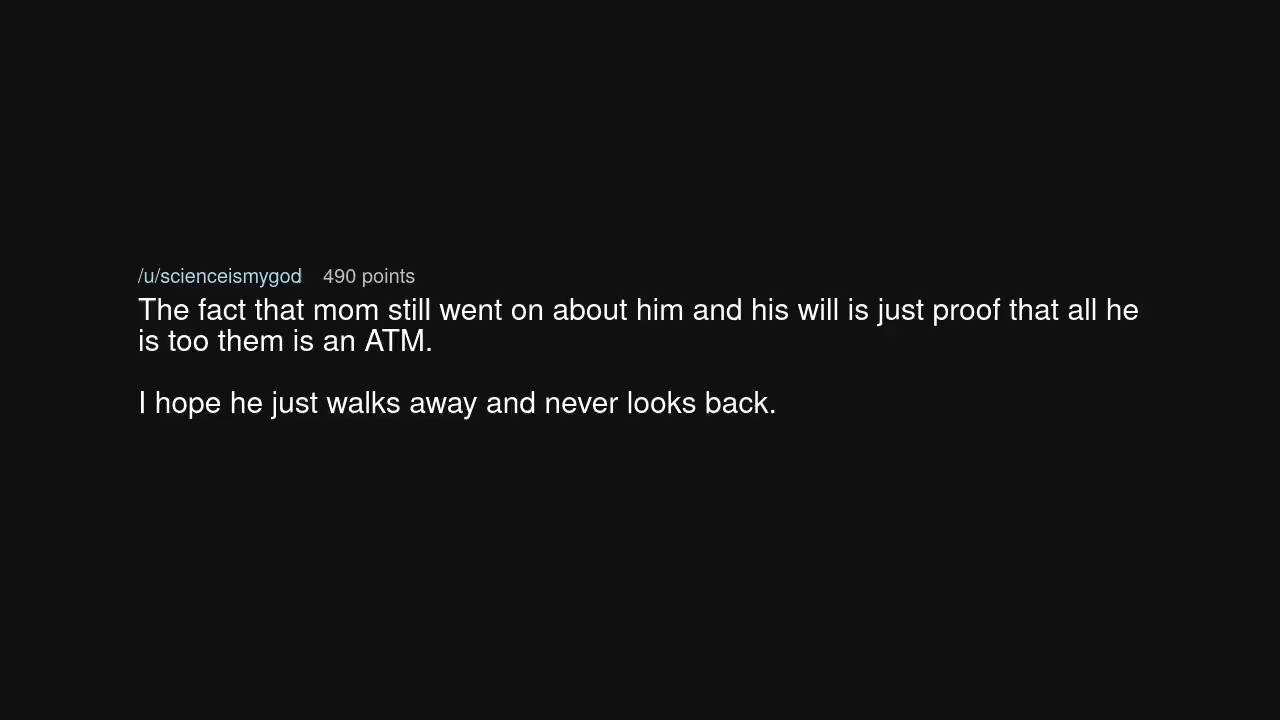 /u/scienceismygod 490 points
The fact that mom still went on about him and his will is just proof that all he
is too them is an ATM.
I hope he just walks away and never looks back.